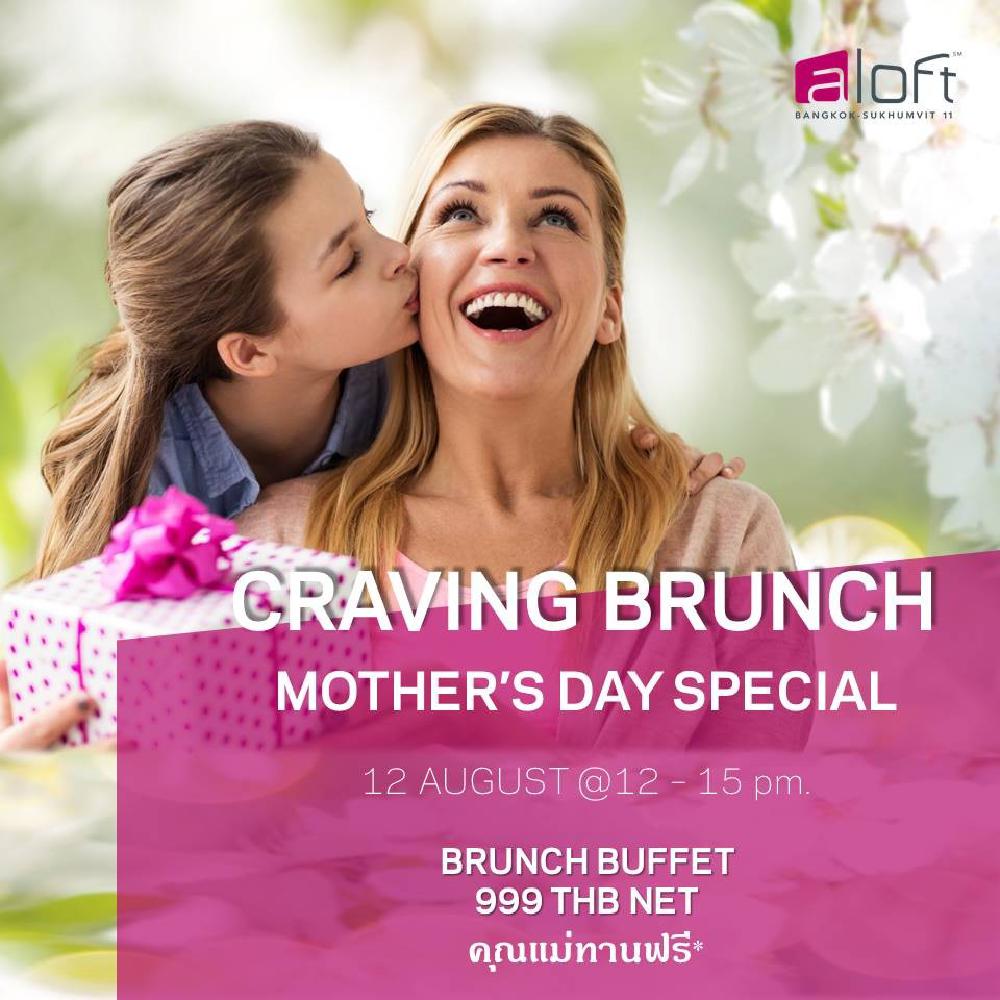 aloft SM
BANGKOK-SUKHUMVIT 11
CRAVING BRUNCH
MOTHER'S DAY SPECIAL
12 AUGUST @12 - 15 pm.
BRUNCH BUFFET
999 THB NET
คุณแม่ทานฟรี*